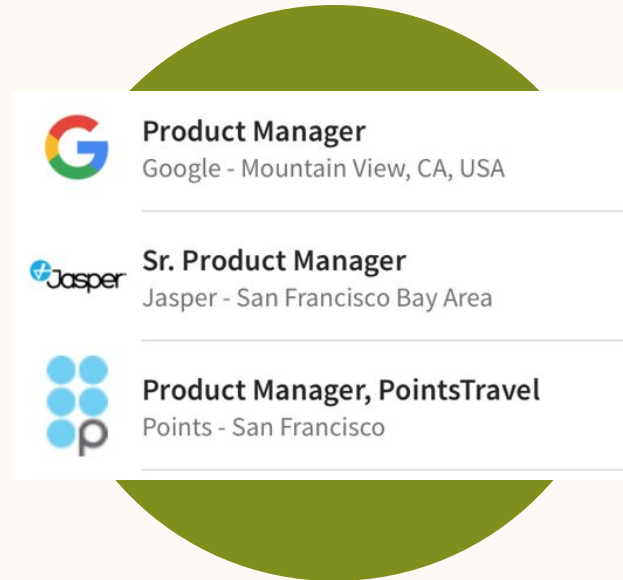 Product Manager
Google - Mountain View, CA, USA
Jasper
Sr. Product Manager
Jasper - San Francisco Bay Area
p
Product Manager, PointsTravel
Points - San Francisco